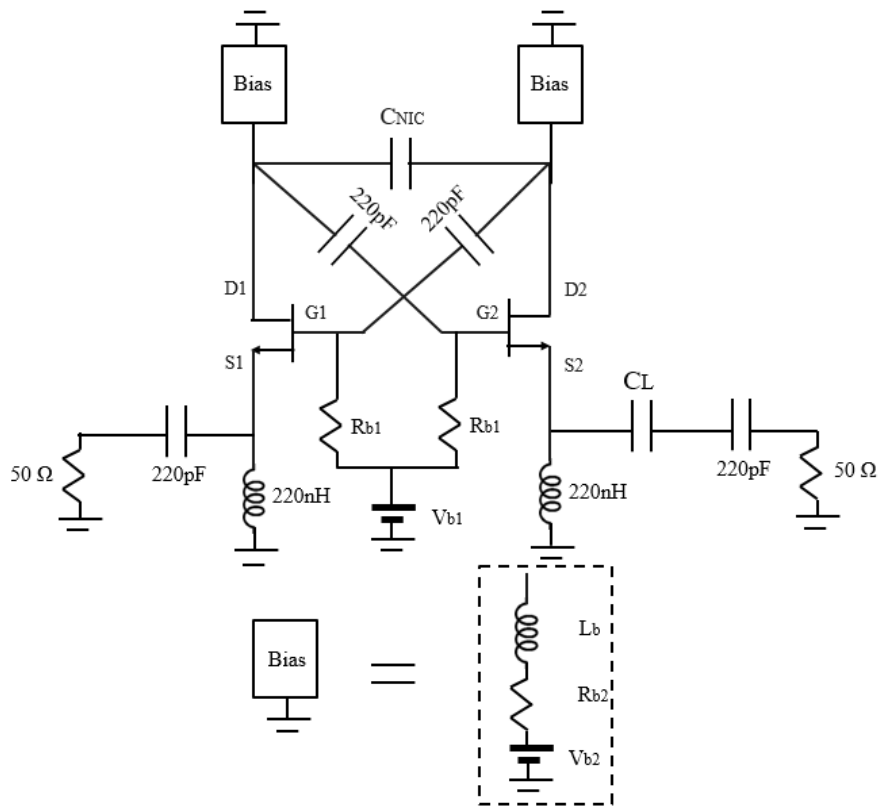 Bias
Bias
CNIC
220pF
220pF
D1
G1
G2
D2
S1
S2
CL
Rb1
Rb1
50 Ω
220pF
220nH
220nH
220pF
50 Ω
Vb1
Bias
Lb
Rb2
Vb2